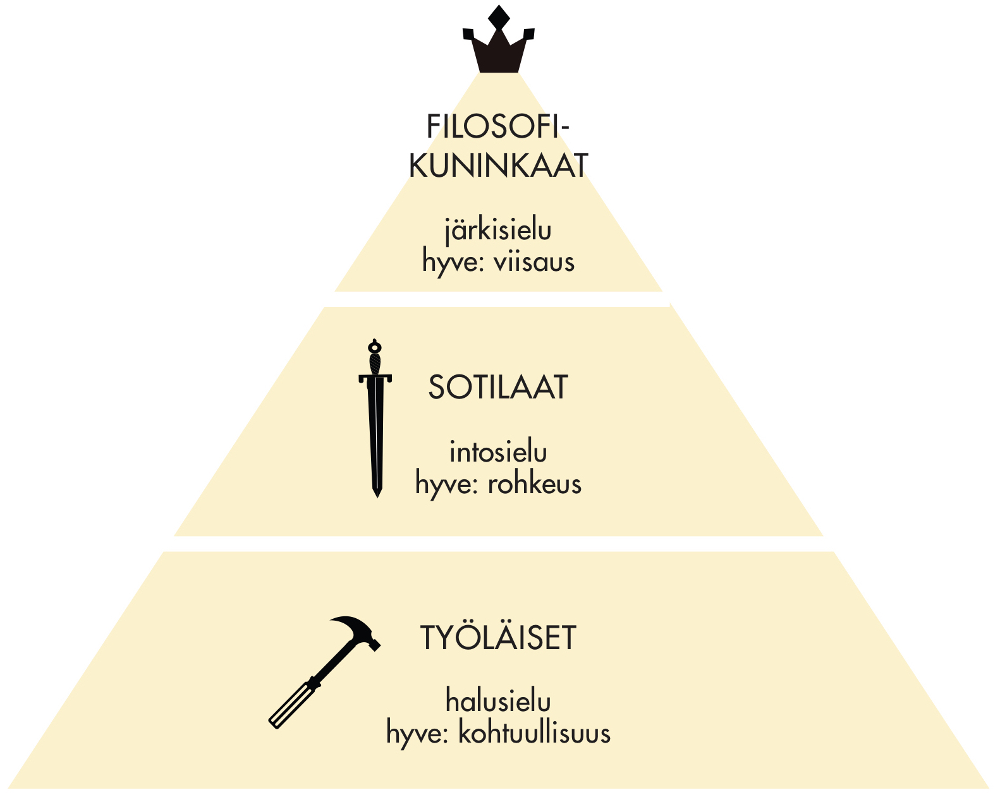 FILOSOFI-
KUNINKAAT
järkisielu
hyve: viisaus
SOTILAAT
intosielu
hyve: rohkeus
TYÖLÄISET
halusielu
hyve: kohtuullisuus